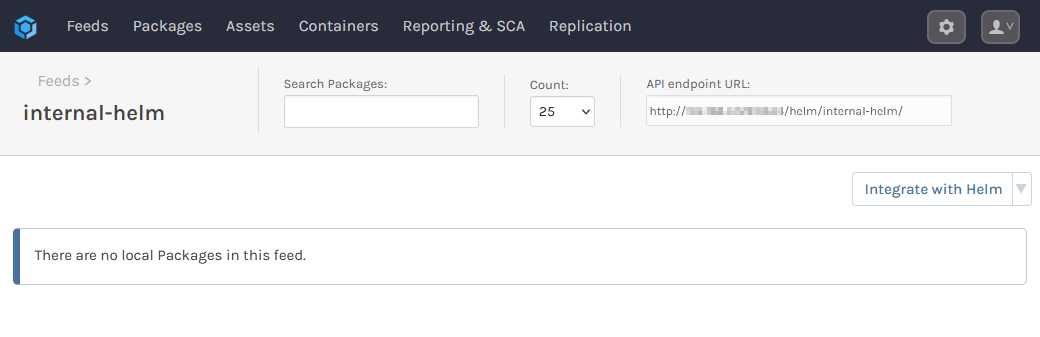 Feeds Packages Assets Containers Reporting & SCA Replication
Feeds >
internal-helm
Search Packages:
Count:
25
API endpoint URL:
http:// /helm/internal-helm/
Integrate with Helm
There are no local Packages in this feed.